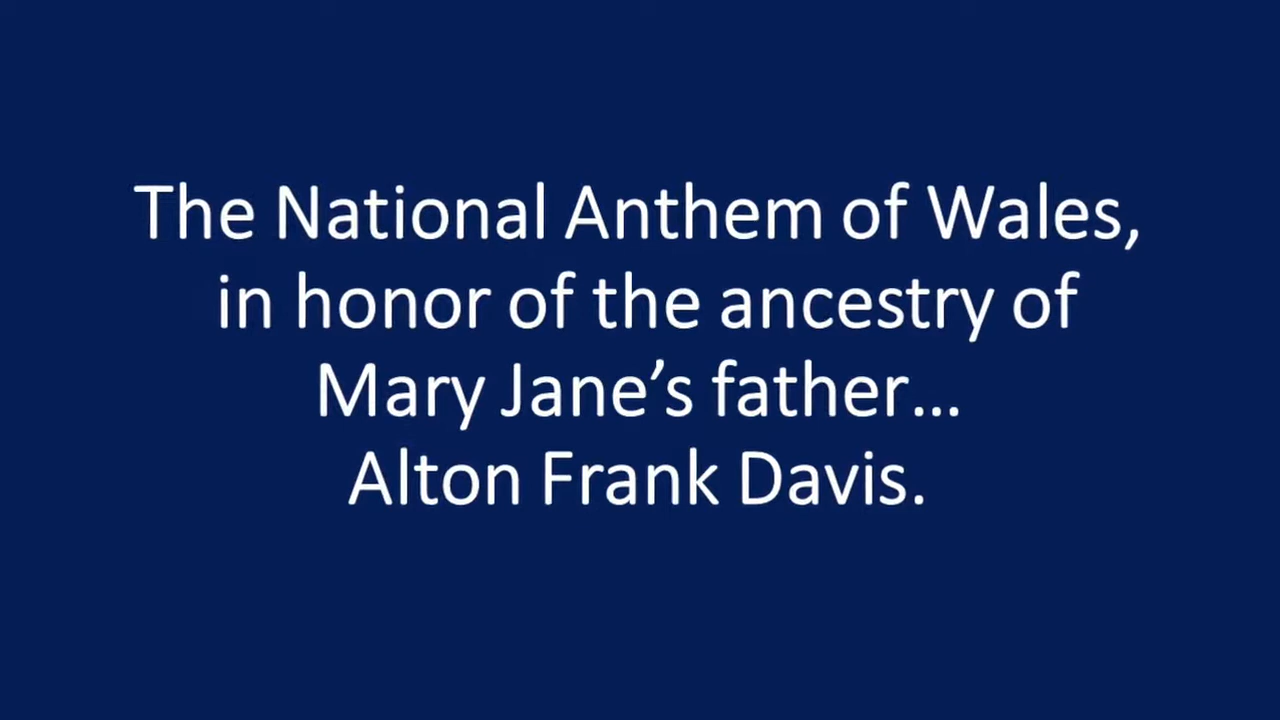 The National Anthem of Wales,
in honor of the ancestry of
Mary Jane’s father…
Alton Frank Davis.